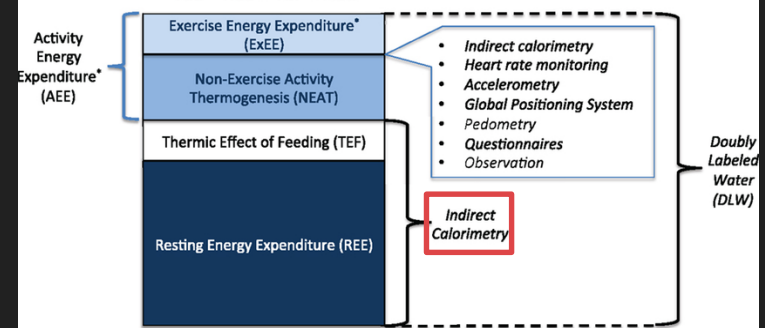 Activity
Energy
Expenditure*
(AEE)
Exercise Energy Expenditure*
(ExEE)
Non-Exercise Activity
Thermogenesis (NEAT)
Thermic Effect of Feeding (TEF)
Resting Energy Expenditure (REE)
• Indirect calorimetry
• Heart rate monitoring
• Accelerometry
• Global Positioning System
• Pedometry
• Questionnaires
• Observation
Indirect
Calorimetry
Doubly
Labeled
Water
(DLW)